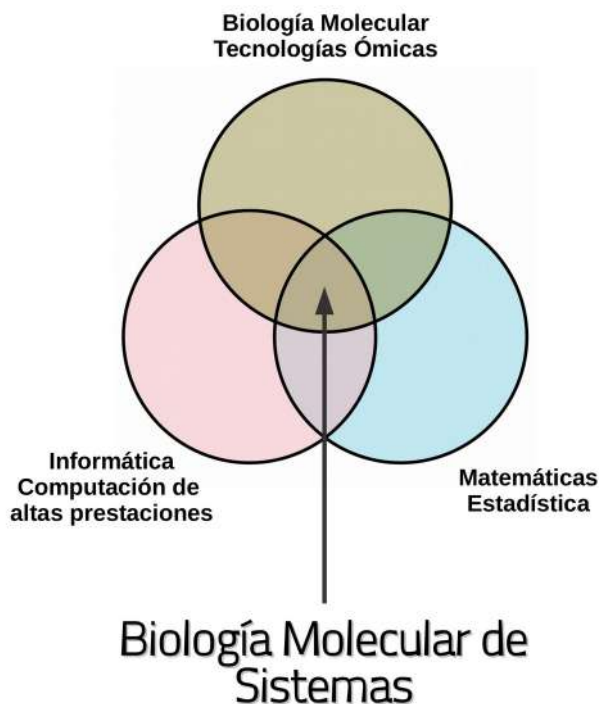 Biología Molecular
Tecnologías Ómicas
Informática
Computación de
altas prestaciones
Matemáticas
Estadística
Biología Molecular de
Sistemas